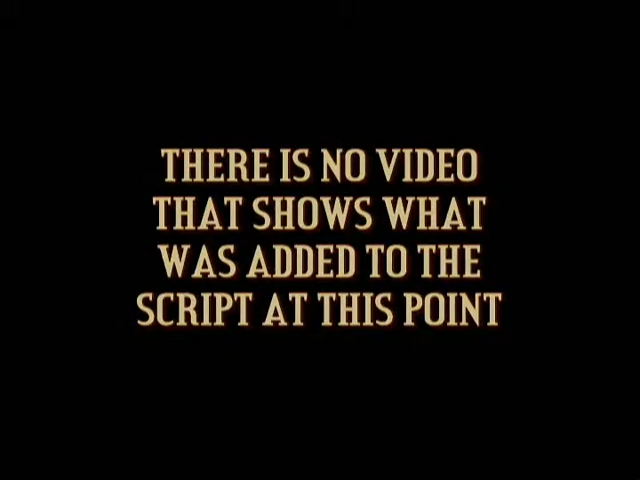 THERE IS NO VIDEO
THAT SHOWS WHAT
WAS ADDED TO THE
SCRIPT AT THIS POINT